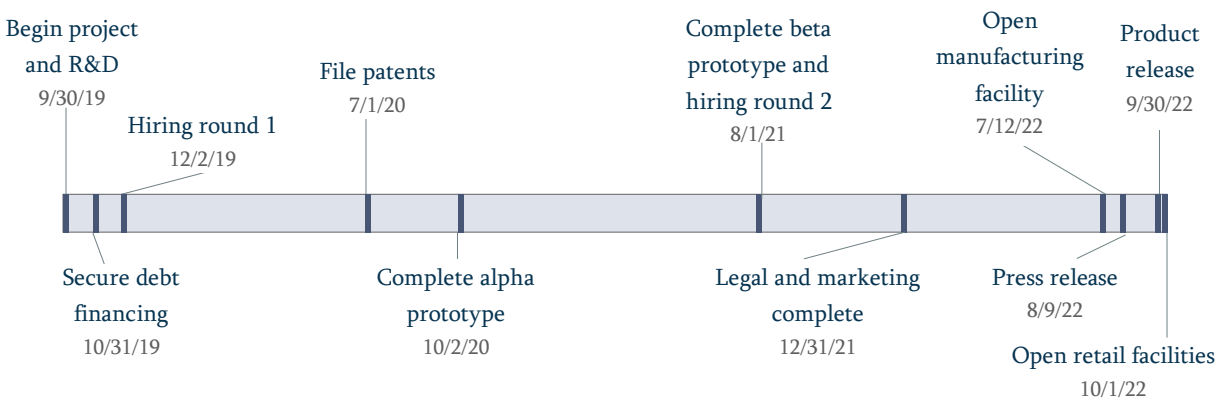 Begin project
and R&D
9/30/19
Hiring round 1
12/2/19
File patents
7/1/20
Complete beta
prototype and
hiring round 2
8/1/21
Open
manufacturing
facility
7/12/22
Product
release
9/30/22
Secure debt
financing
10/31/19
Complete alpha
prototype
10/2/20
Legal and marketing
complete
12/31/21
Press release
8/9/22
Open retail facilities
10/1/22